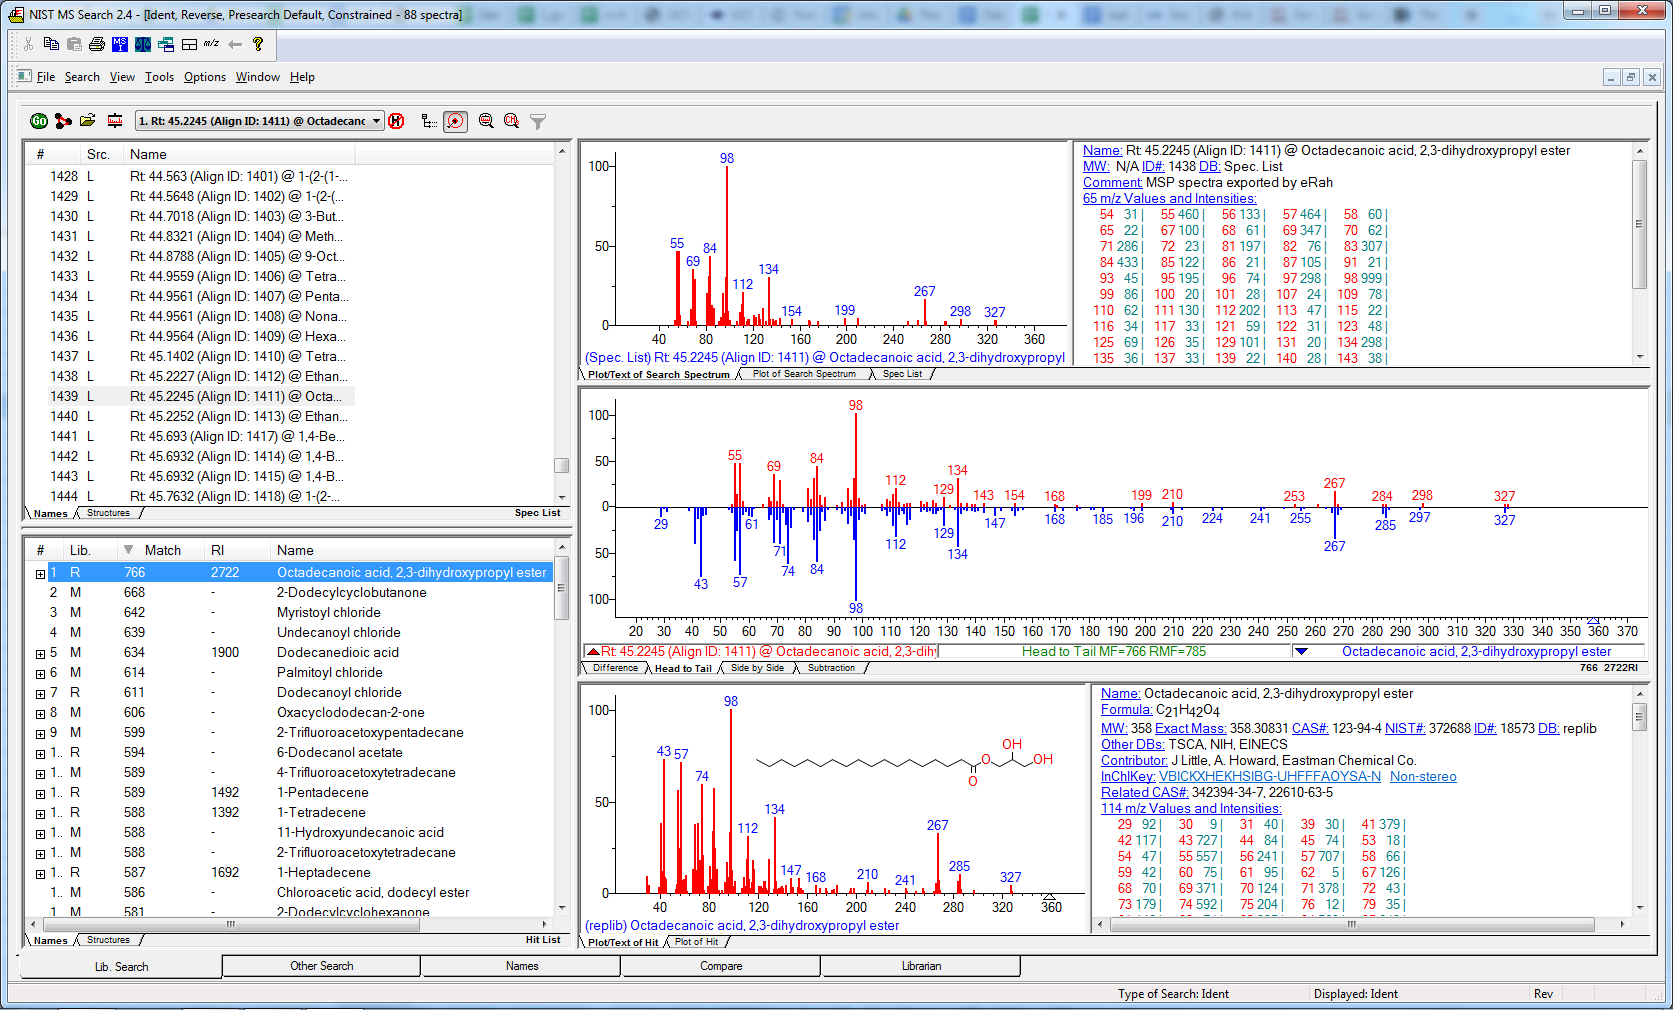 NIST MS Search 2.4 - [Ident, Reverse, Presearch Default, Constrained - 88 spectra]
File Search View Tools Options Window Help
1. Rt: 45.2245 (Align ID: 1411) @ Octadecanc
# Src. Name
1428 L Rt: 44.563 (Align ID: 1401) @ 1-(2-(1-...
1429 L Rt: 44.5648 (Align ID: 1402) @ 1-(2-(...
1430 L Rt: 44.7018 (Align ID: 1403) @ 3-But...
1431 L Rt: 44.8321 (Align ID: 1404) @ Meth...
1432 L Rt: 44.8788 (Align ID: 1405) @ 9-Oct...
1433 L Rt: 44.9559 (Align ID: 1406) @ Tetra...
1434 L Rt: 44.9561 (Align ID: 1407) @ Penta...
1435 L Rt: 44.9561 (Align ID: 1408) @ Nona...
1436 L Rt: 44.9564 (Align ID: 1409) @ Hexa...
1437 L Rt: 45.1402 (Align ID: 1410) @ Tetra...
1438 L Rt: 45.2227 (Align ID: 1412) @ Ethan...
1439 L Rt: 45.2245 (Align ID: 1411) @ Octa...
1440 L Rt: 45.2252 (Align ID: 1413) @ Ethan...
1441 L Rt: 45.693 (Align ID: 1417) @ 1,4-Be...
1442 L Rt: 45.6932 (Align ID: 1414) @ 1,4-B...
1443 L Rt: 45.6932 (Align ID: 1415) @ 1,4-B...
1444 L Rt: 45.7632 (Align ID: 1418) @ 1-(2-...
Names Structures Spec List
# Lib. Match RI Name
1 R 766 2722 Octadecanoic acid, 2,3-dihydroxypropyl ester
2 M 668 - 2-Dodecylcyclobutanone
3 M 642 - Myristoyl chloride
4 M 639 - Undecanoyl chloride
5 M 634 1900 Dodecanedioic acid
6 M 614 - Palmitoyl chloride
7 R 611 - Dodecanoyl chloride
8 M 606 - Oxacyclododecan-2-one
9 M 599 - 2-Trifluoroacetoxypentadecane
1.. R 594 - 6-Dodecanol acetate
1.. M 589 - 4-Trifluoroacetoxytetradecane
1.. R 589 1492 1-Pentadecene
1.. R 588 1392 1-Tetradecene
1.. M 588 - 11-Hydroxyundecanoic acid
1.. M 588 - 2-Trifluoroacetoxytetradecane
1.. R 587 1692 1-Heptadecene
1.. M 586 - Chloroacetic acid, dodecyl ester
1 M 581 - 2-Dodecylcyclohexanone
Names Structures Hit List
100
50
0
98
55
84
69
134
112
154
199
267
298
327
40 80 120 160 200 240 280 320 360
(Spec. List) Rt: 45.2245 (Align ID: 1411) @ Octadecanoic acid, 2,3-dihydroxypropyl
Plot/Text of Search Spectrum Plot of Search Spectrum Spec List
Name: Rt: 45.2245 (Align ID: 1411) @ Octadecanoic acid, 2,3-dihydroxypropyl ester
MW: N/A ID#: 1438 DB: Spec. List
Comment: MSP spectra exported by eRah
65 m/z Values and Intensities:
54 31 | 55 460 | 56 133 | 57 464 | 58 60 |
65 22 | 67 100 | 68 61 | 69 347 | 70 62 |
71 286 | 72 23 | 81 197 | 82 76 | 83 307 |
84 433 | 85 122 | 86 21 | 87 105 | 91 21 |
93 45 | 95 195 | 96 74 | 97 298 | 98 999 |
99 86 | 100 20 | 101 28 | 107 24 | 109 78 |
110 62 | 111 130 | 112 202 | 113 47 | 115 22 |
116 34 | 117 33 | 121 59 | 122 31 | 123 48 |
125 69 | 126 35 | 129 101 | 131 20 | 134 298 |
135 36 | 137 33 | 139 22 | 140 28 | 143 38 |
100
50
0
50
100
98
55 69 84 112 129 134 143 154 168 199 210 253 267 284 298 327
29 43 57 61 71 74 84 98 112 129 134 147 168 185 196 210 224 241 255 267 285 297 327
20 30 40 50 60 70 80 90 100 110 120 130 140 150 160 170 180 190 200 210 220 230 240 250 260 270 280 290 300 310 320 330 340 350 360 370
Rt: 45.2245 (Align ID: 1411) @ Octadecanoic acid, 2,3-dihy
Head to Tail MF=766 RMF=785
Octadecanoic acid, 2,3-dihydroxypropyl ester
Difference Head to Tail Side by Side Subtraction 766 2722RI
100
50
0
98
43 57
74
134
112
147
168
210
241
267
285
327
OH
O
OH
O
40 80 120 160 200 240 280 320 360
(replib) Octadecanoic acid, 2,3-dihydroxypropyl ester
Plot/Text of Hit Plot of Hit
Name: Octadecanoic acid, 2,3-dihydroxypropyl ester
Formula: C21H42O4
MW: 358 Exact Mass: 358.30831 CAS#: 123-94-4 NIST#: 372688 ID#: 18573 DB: replib
Other DBs: TSCA, NIH, EINECS
Contributor: J Little, A. Howard, Eastman Chemical Co.
InChIKey: VBICKXHEKHSIBG-UHFFFAOYSA-N Non-stereo
Related CAS#: 342394-34-7, 22610-63-5
114 m/z Values and Intensities:
29 92 | 30 9 | 31 40 | 39 30 | 41 379 |
42 117 | 43 727 | 44 84 | 45 74 | 53 18 |
54 47 | 55 557 | 56 241 | 57 707 | 58 66 |
59 42 | 60 75 | 61 95 | 62 5 | 67 126 |
68 70 | 69 371 | 70 124 | 71 378 | 72 43 |
73 179 | 74 592 | 75 204 | 76 12 | 79 35 |
Lib. Search Other Search Names Compare Librarian
Type of Search: Ident Displayed: Ident Rev